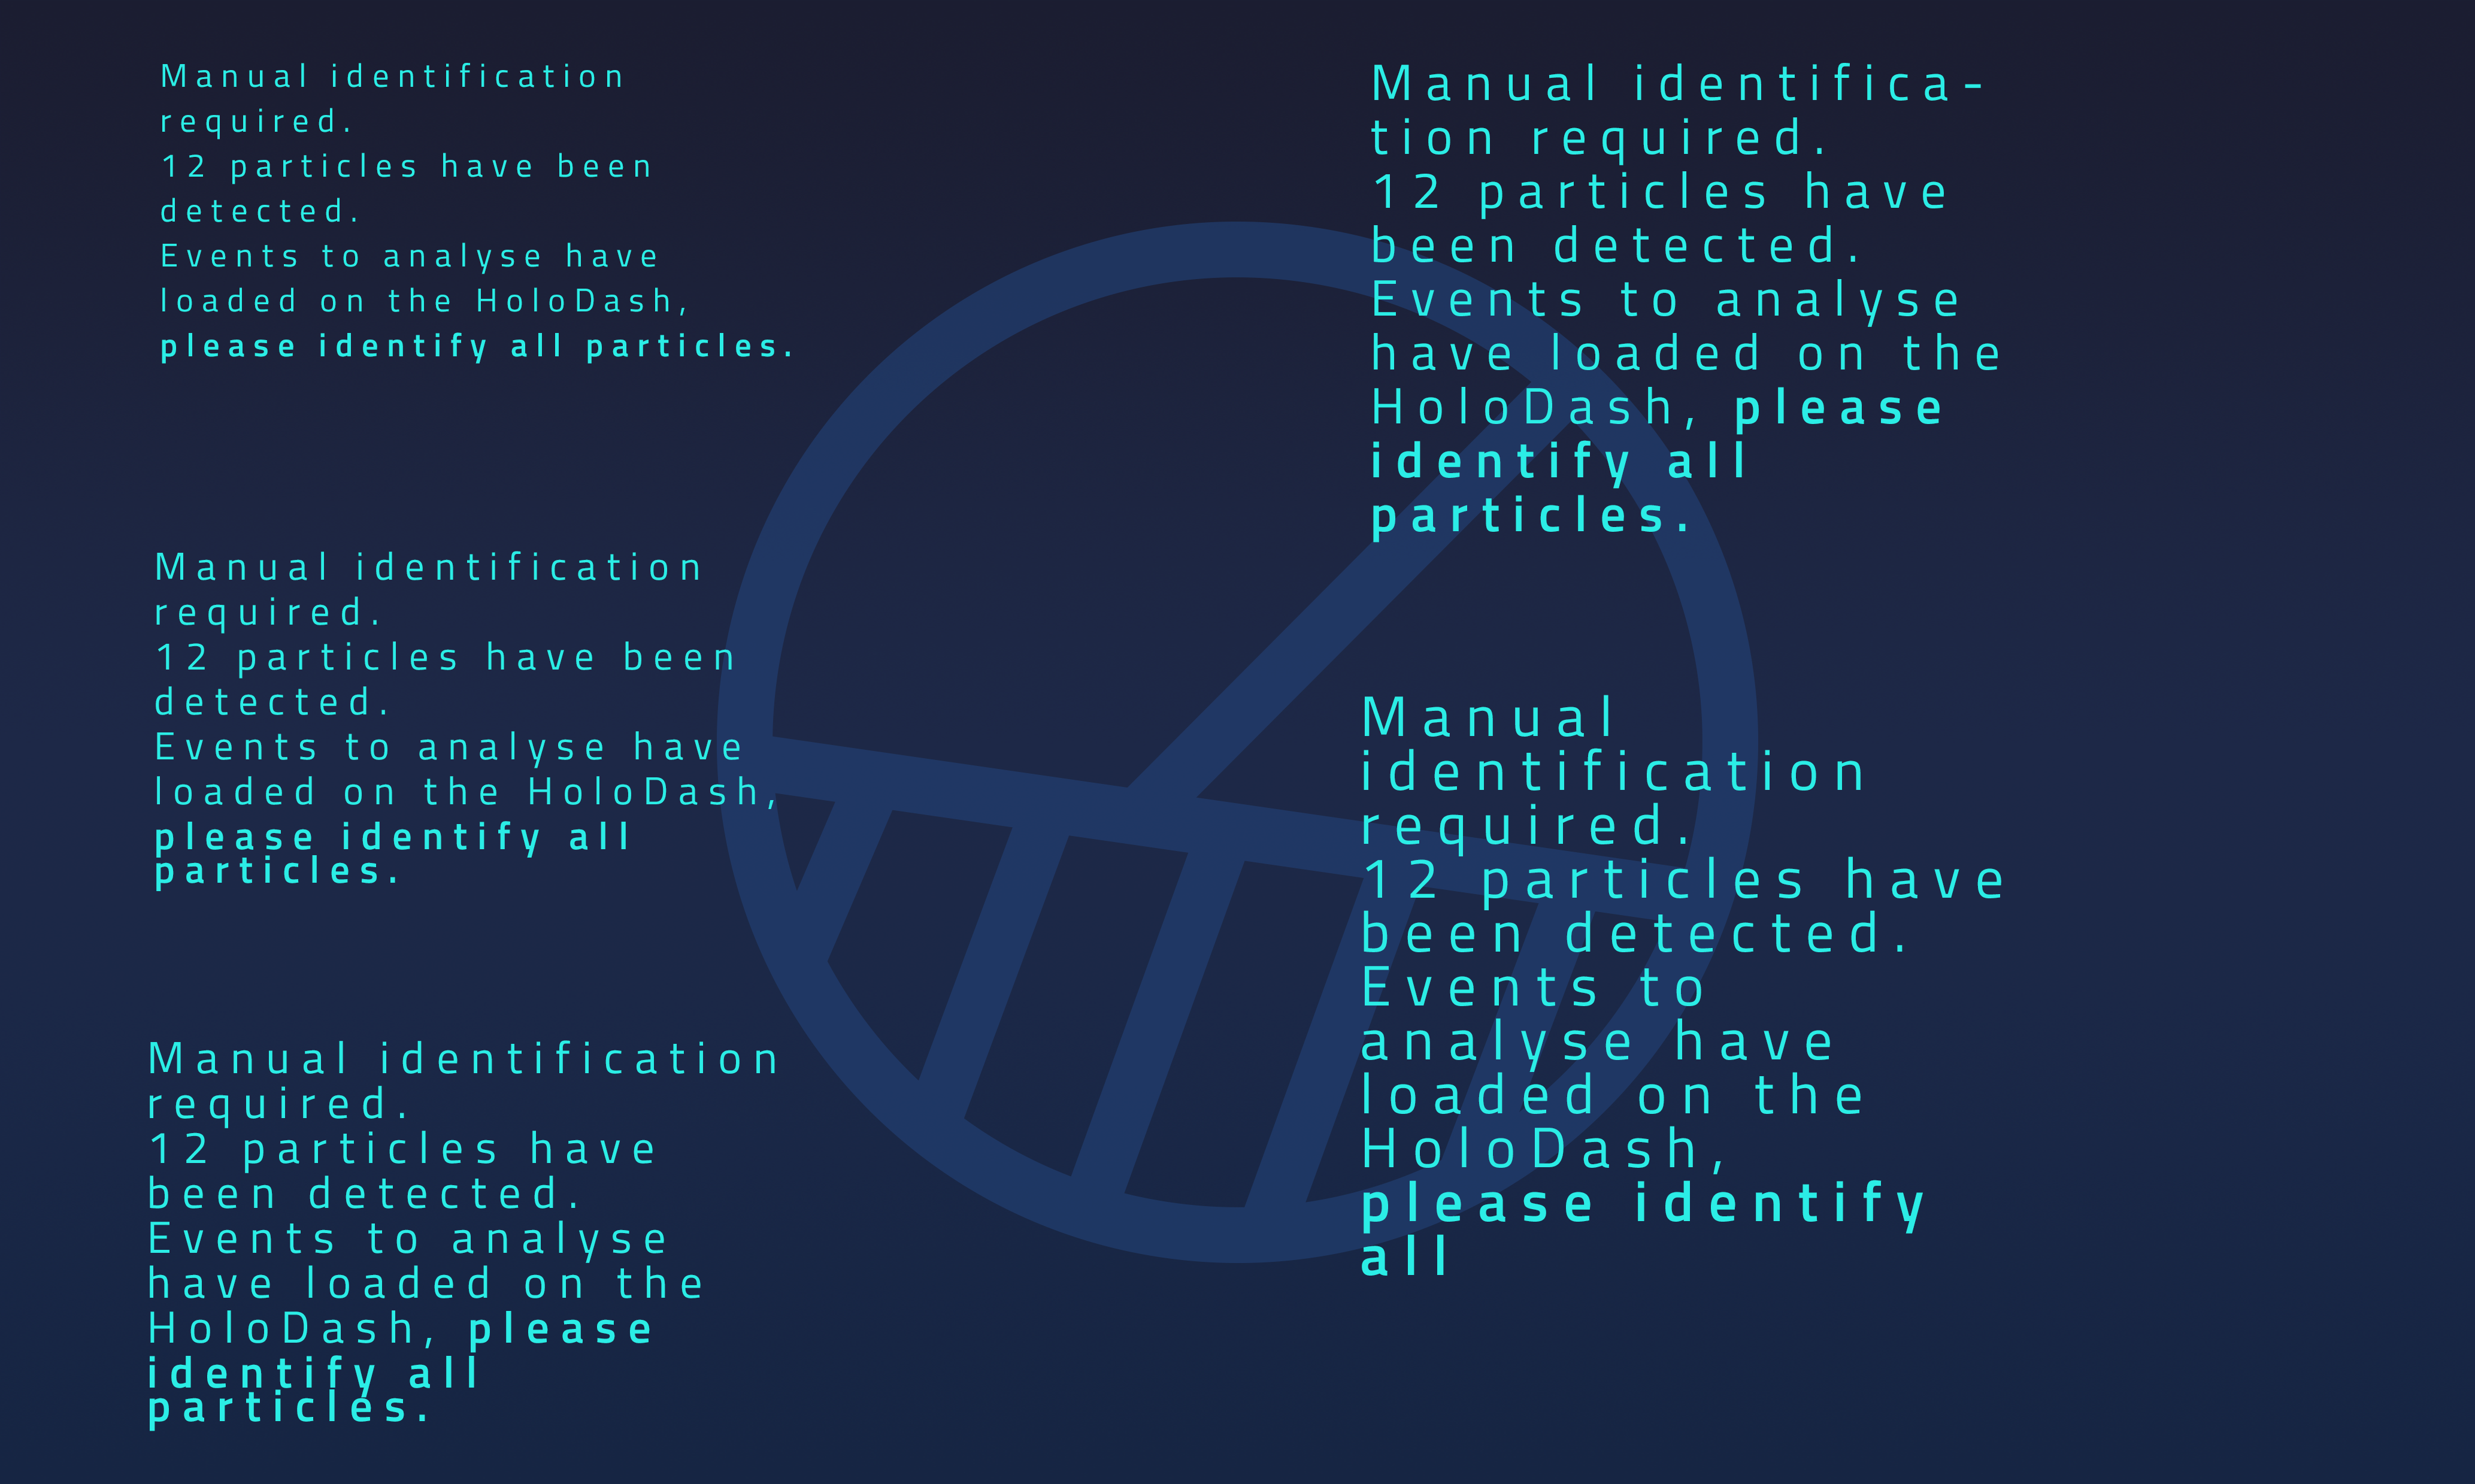 Manual identification
required.
12 particles have been
detected.
Events to analyse have
loaded on the HoloDash,
please identify all particles.
Manual identification
required.
12 particles have been
detected.
Events to analyse have
loaded on the HoloDash,
please identify all
particles.
Manual identification
required.
12 particles have
been detected.
Events to analyse
have loaded on the
HoloDash, please
identify all
particles.
Manual identifica-
tion required.
12 particles have
been detected.
Events to analyse
have loaded on the
HoloDash, please
identify all
particles.
Manual
identification
required.
12 particles have
been detected.
Events to
analyse have
loaded on the
HoloDash,
please identify
all